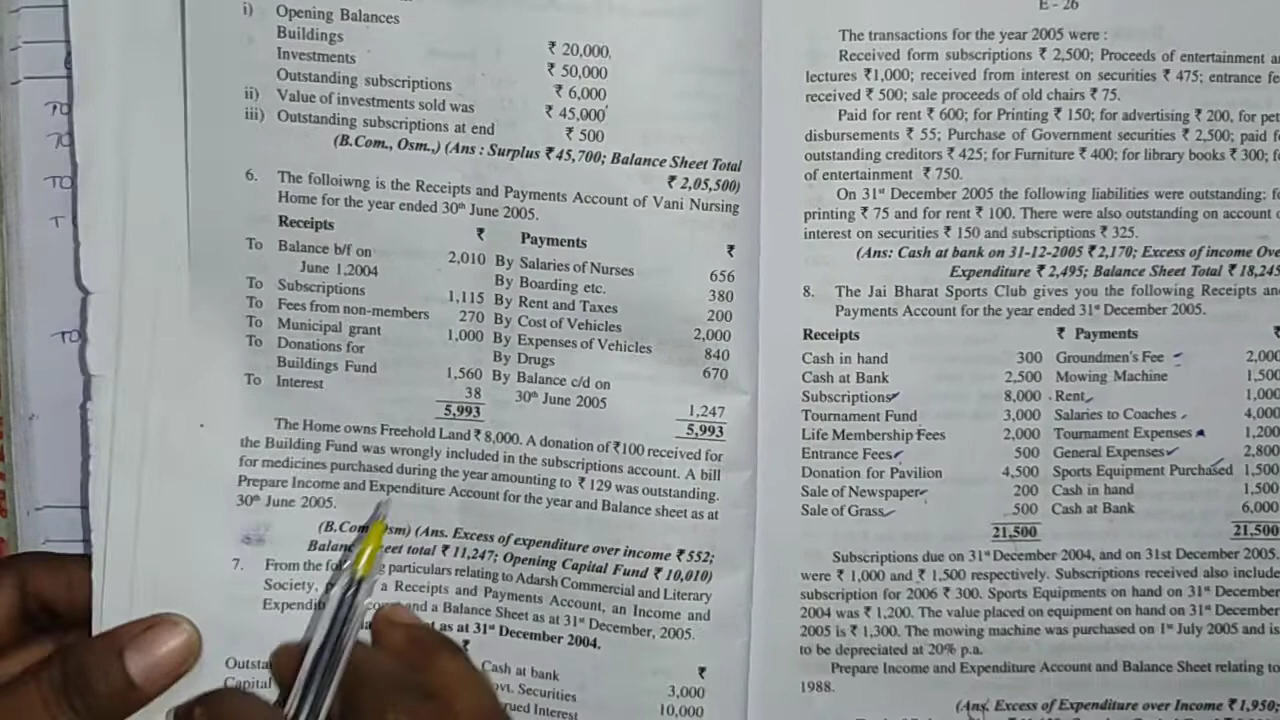 i) Opening Balances
Buildings ₹ 20,000
Investments ₹ 50,000
Outstanding subscriptions ₹ 6,000
ii) Value of investments sold was ₹ 45,000
iii) Outstanding subscriptions at end ₹ 500
(B.Com., Osm.,) (Ans : Surplus ₹ 45,700; Balance Sheet Total
₹ 2,05,500)
6. The folloiwng is the Receipts and Payments Account of Vani Nursing
Home for the year ended 30th June 2005.
Receipts ₹ Payments ₹
To Balance b/f on 2,010 By Salaries of Nurses 656
June 1,2004 By Boarding etc. 380
To Subscriptions 1,115 By Rent and Taxes 200
To Fees from non-members 270 By Cost of Vehicles 2,000
To Municipal grant 1,000 By Expenses of Vehicles 840
To Donations for By Drugs 670
Buildings Fund 1,560 By Balance c/d on
To Interest 38 30th June 2005 1,247
5,993 5,993
The Home owns Freehold Land ₹ 8,000. A donation of ₹100 received for
the Building Fund was wrongly included in the subscriptions account. A bill
for medicines purchased during the year amounting to ₹ 129 was outstanding.
Prepare Income and Expenditure Account for the year and Balance sheet as at
30th June 2005.
(B.Com Osm) (Ans. Excess of expenditure over income ₹ 552;
Balan eet total ₹ 11,247; Opening Capital Fund ₹ 10,010)
7. From the fo g particulars relating to Adarsh Commercial and Literary
Society, p a Receipts and Payments Account, an Income and
Expendit and a Balance Sheet as at 31st December, 2005.
t as at 31st December 2004.
₹ ₹
Outsta Cash at bank 3,000
Capital vt. Securities 10,000
rued Interest
E - 26
The transactions for the year 2005 were :
Received form subscriptions ₹ 2,500; Proceeds of entertainment a
lectures ₹1,000; received from interest on securities ₹ 475; entrance fe
received ₹ 500; sale proceeds of old chairs ₹ 75.
Paid for rent ₹ 600; for Printing ₹ 150; for advertising ₹ 200, for pet
disbursements ₹ 55; Purchase of Government securities ₹ 2,500; paid f
outstanding creditors ₹ 425; for Furniture ₹ 400; for library books ₹ 300; f
of entertainment ₹ 750.
On 31st December 2005 the following liabilities were outstanding: f
printing ₹ 75 and for rent ₹ 100. There were also outstanding on account
interest on securities ₹ 150 and subscriptions ₹ 325.
(Ans: Cash at bank on 31-12-2005 ₹ 2,170; Excess of income Ove
Expenditure ₹ 2,495; Balance Sheet Total ₹ 18,245
8. The Jai Bharat Sports Club gives you the following Receipts an
Payments Account for the year ended 31st December 2005.
Receipts ₹ Payments ₹
Cash in hand 300 Groundmen's Fee 2,000
Cash at Bank 2,500 Mowing Machine 1,500
Subscriptions 8,000 Rent 1,000
Tournament Fund 3,000 Salaries to Coaches 4,000
Life Membership Fees 2,000 Tournament Expenses 1,200
Entrance Fees 500 General Expenses 2,800
Donation for Pavilion 4,500 Sports Equipment Purchased 1,500
Sale of Newspaper 200 Cash in hand 1,500
Sale of Grass 500 Cash at Bank 6,000
21,500 21,500
Subscriptions due on 31st December 2004, and on 31st December 2005.
were ₹ 1,000 and ₹ 1,500 respectively. Subscriptions received also include
subscription for 2006 ₹ 300. Sports Equipments on hand on 31st December
2004 was ₹ 1,200. The value placed on equipment on hand on 31st December
2005 is ₹ 1,300. The mowing machine was purchased on 1st July 2005 and is
to be depreciated at 20% p.a.
Prepare Income and Expenditure Account and Balance Sheet relating to
1988.
(Ans. Excess of Expenditure over Income ₹ 1,950;